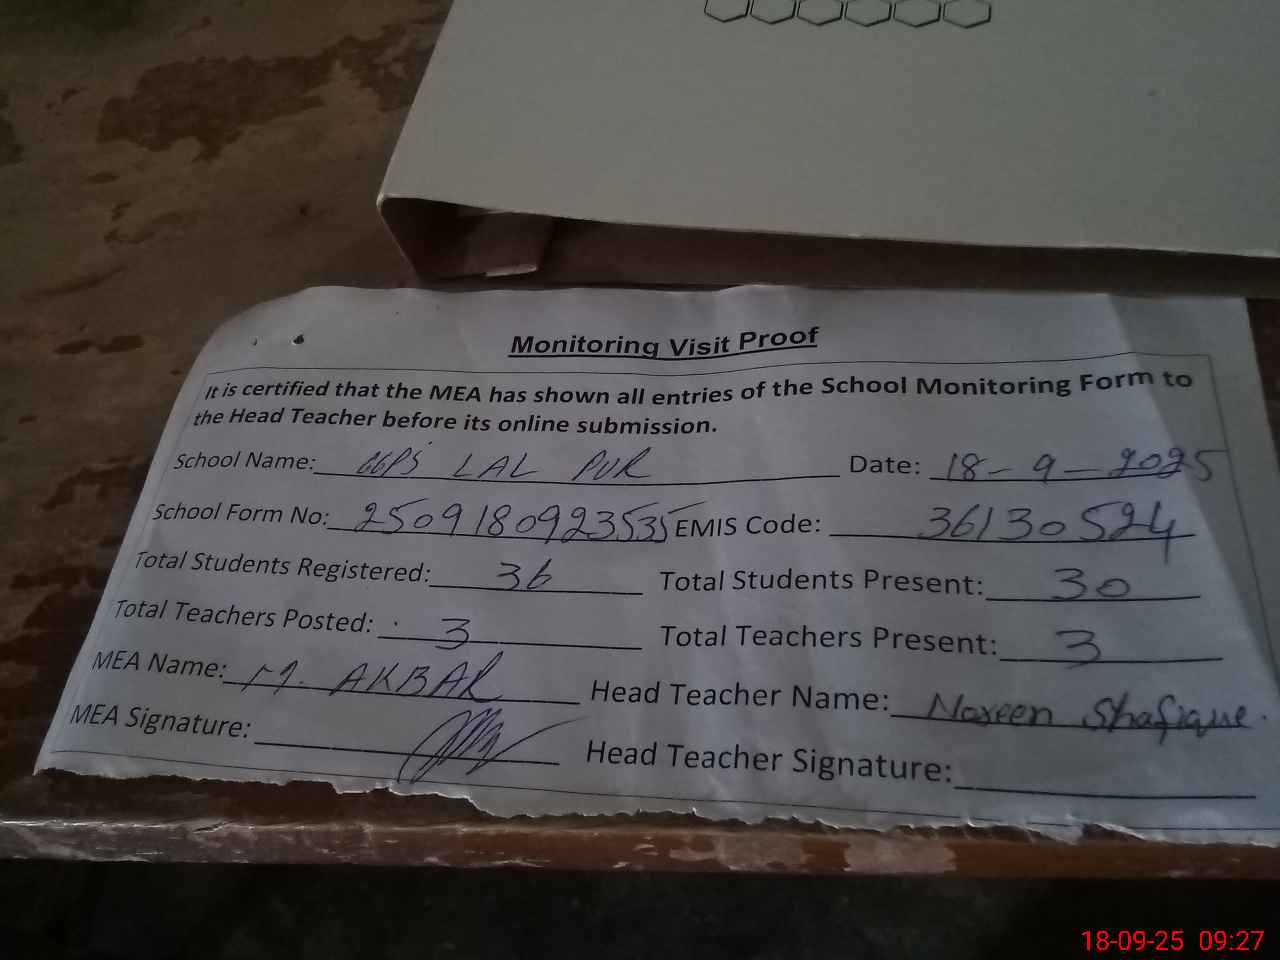 Monitoring Visit Proof
It is certified that the MEA has shown all entries of the School Monitoring Form to
the Head Teacher before its online submission.
School Name: GGPS LAL PUR Date: 18-9-2025
School Form No: 2509180923535 EMIS Code: 36130524
Total Students Registered: 36 Total Students Present: 30
Total Teachers Posted: 3 Total Teachers Present: 3
MEA Name: M. AKBAR Head Teacher Name: Noreen Shafique.
MEA Signature: Head Teacher Signature:
18-09-25 09:27